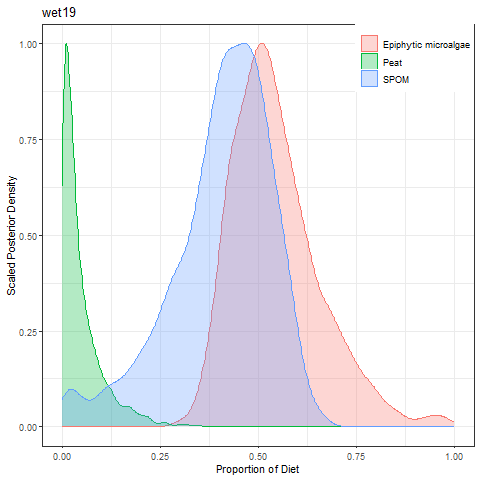 wet19
Epiphytic microalgae
Peat
SPOM
1.00
0.75
0.50
0.25
0.00
Scaled Posterior Density
0.00 0.25 0.50 0.75 1.00
Proportion of Diet